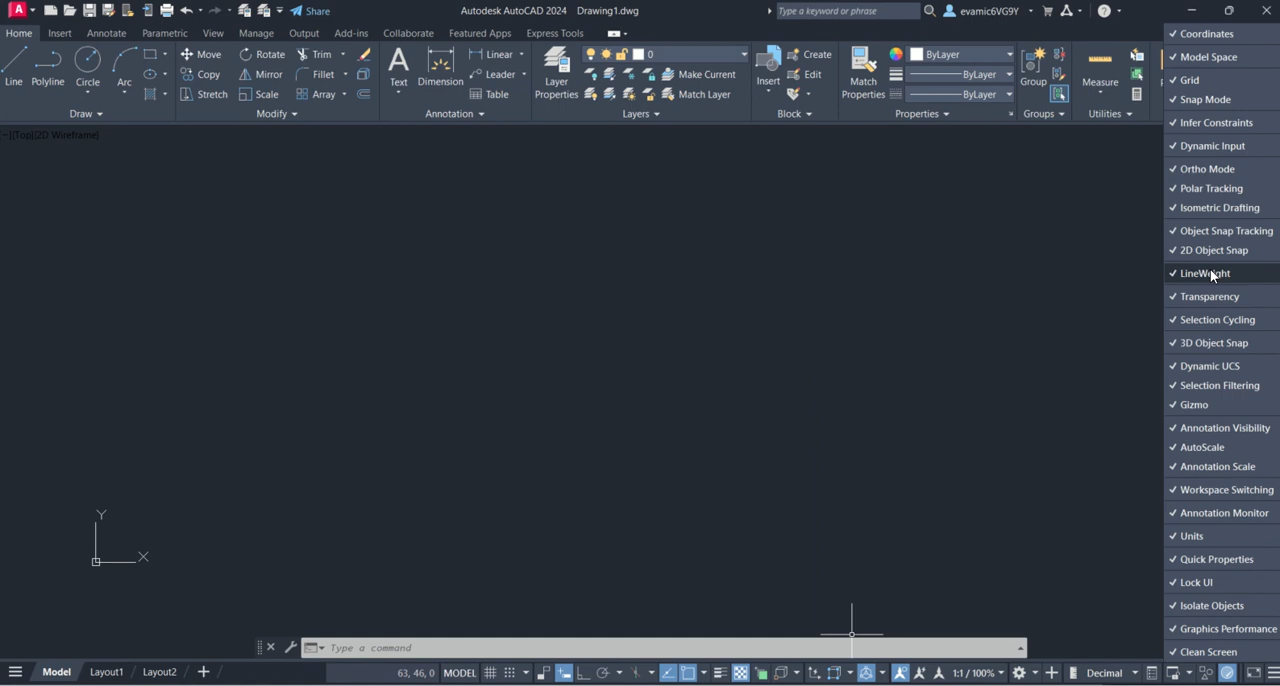 A Share Autodesk AutoCAD 2024 Drawing1.dwg Type a keyword or phrase evamic6VG9Y ?
Home Insert Annotate Parametric View Manage Output Add-ins Collaborate Featured Apps Express Tools
Line Polyline Circle Arc
Move Rotate Trim
Copy Mirror Fillet
Stretch Scale Array
Text Dimension
Linear
Leader
Table
Layer Properties
0
Make Current
Match Layer
Insert
Create
Edit
Match Properties
ByLayer
ByLayer
ByLayer
Group
Measure
Draw Modify Annotation Layers Block Properties Groups Utilities
[−][Top][2D Wireframe]
Coordinates
Model Space
Grid
Snap Mode
Infer Constraints
Dynamic Input
Ortho Mode
Polar Tracking
Isometric Drafting
Object Snap Tracking
2D Object Snap
LineWeight
Transparency
Selection Cycling
3D Object Snap
Dynamic UCS
Selection Filtering
Gizmo
Annotation Visibility
AutoScale
Annotation Scale
Workspace Switching
Annotation Monitor
Units
Quick Properties
Lock UI
Isolate Objects
Graphics Performance
Clean Screen
Y
X
Type a command
Model Layout1 Layout2 + 63, 46, 0 MODEL 1:1 / 100% Decimal